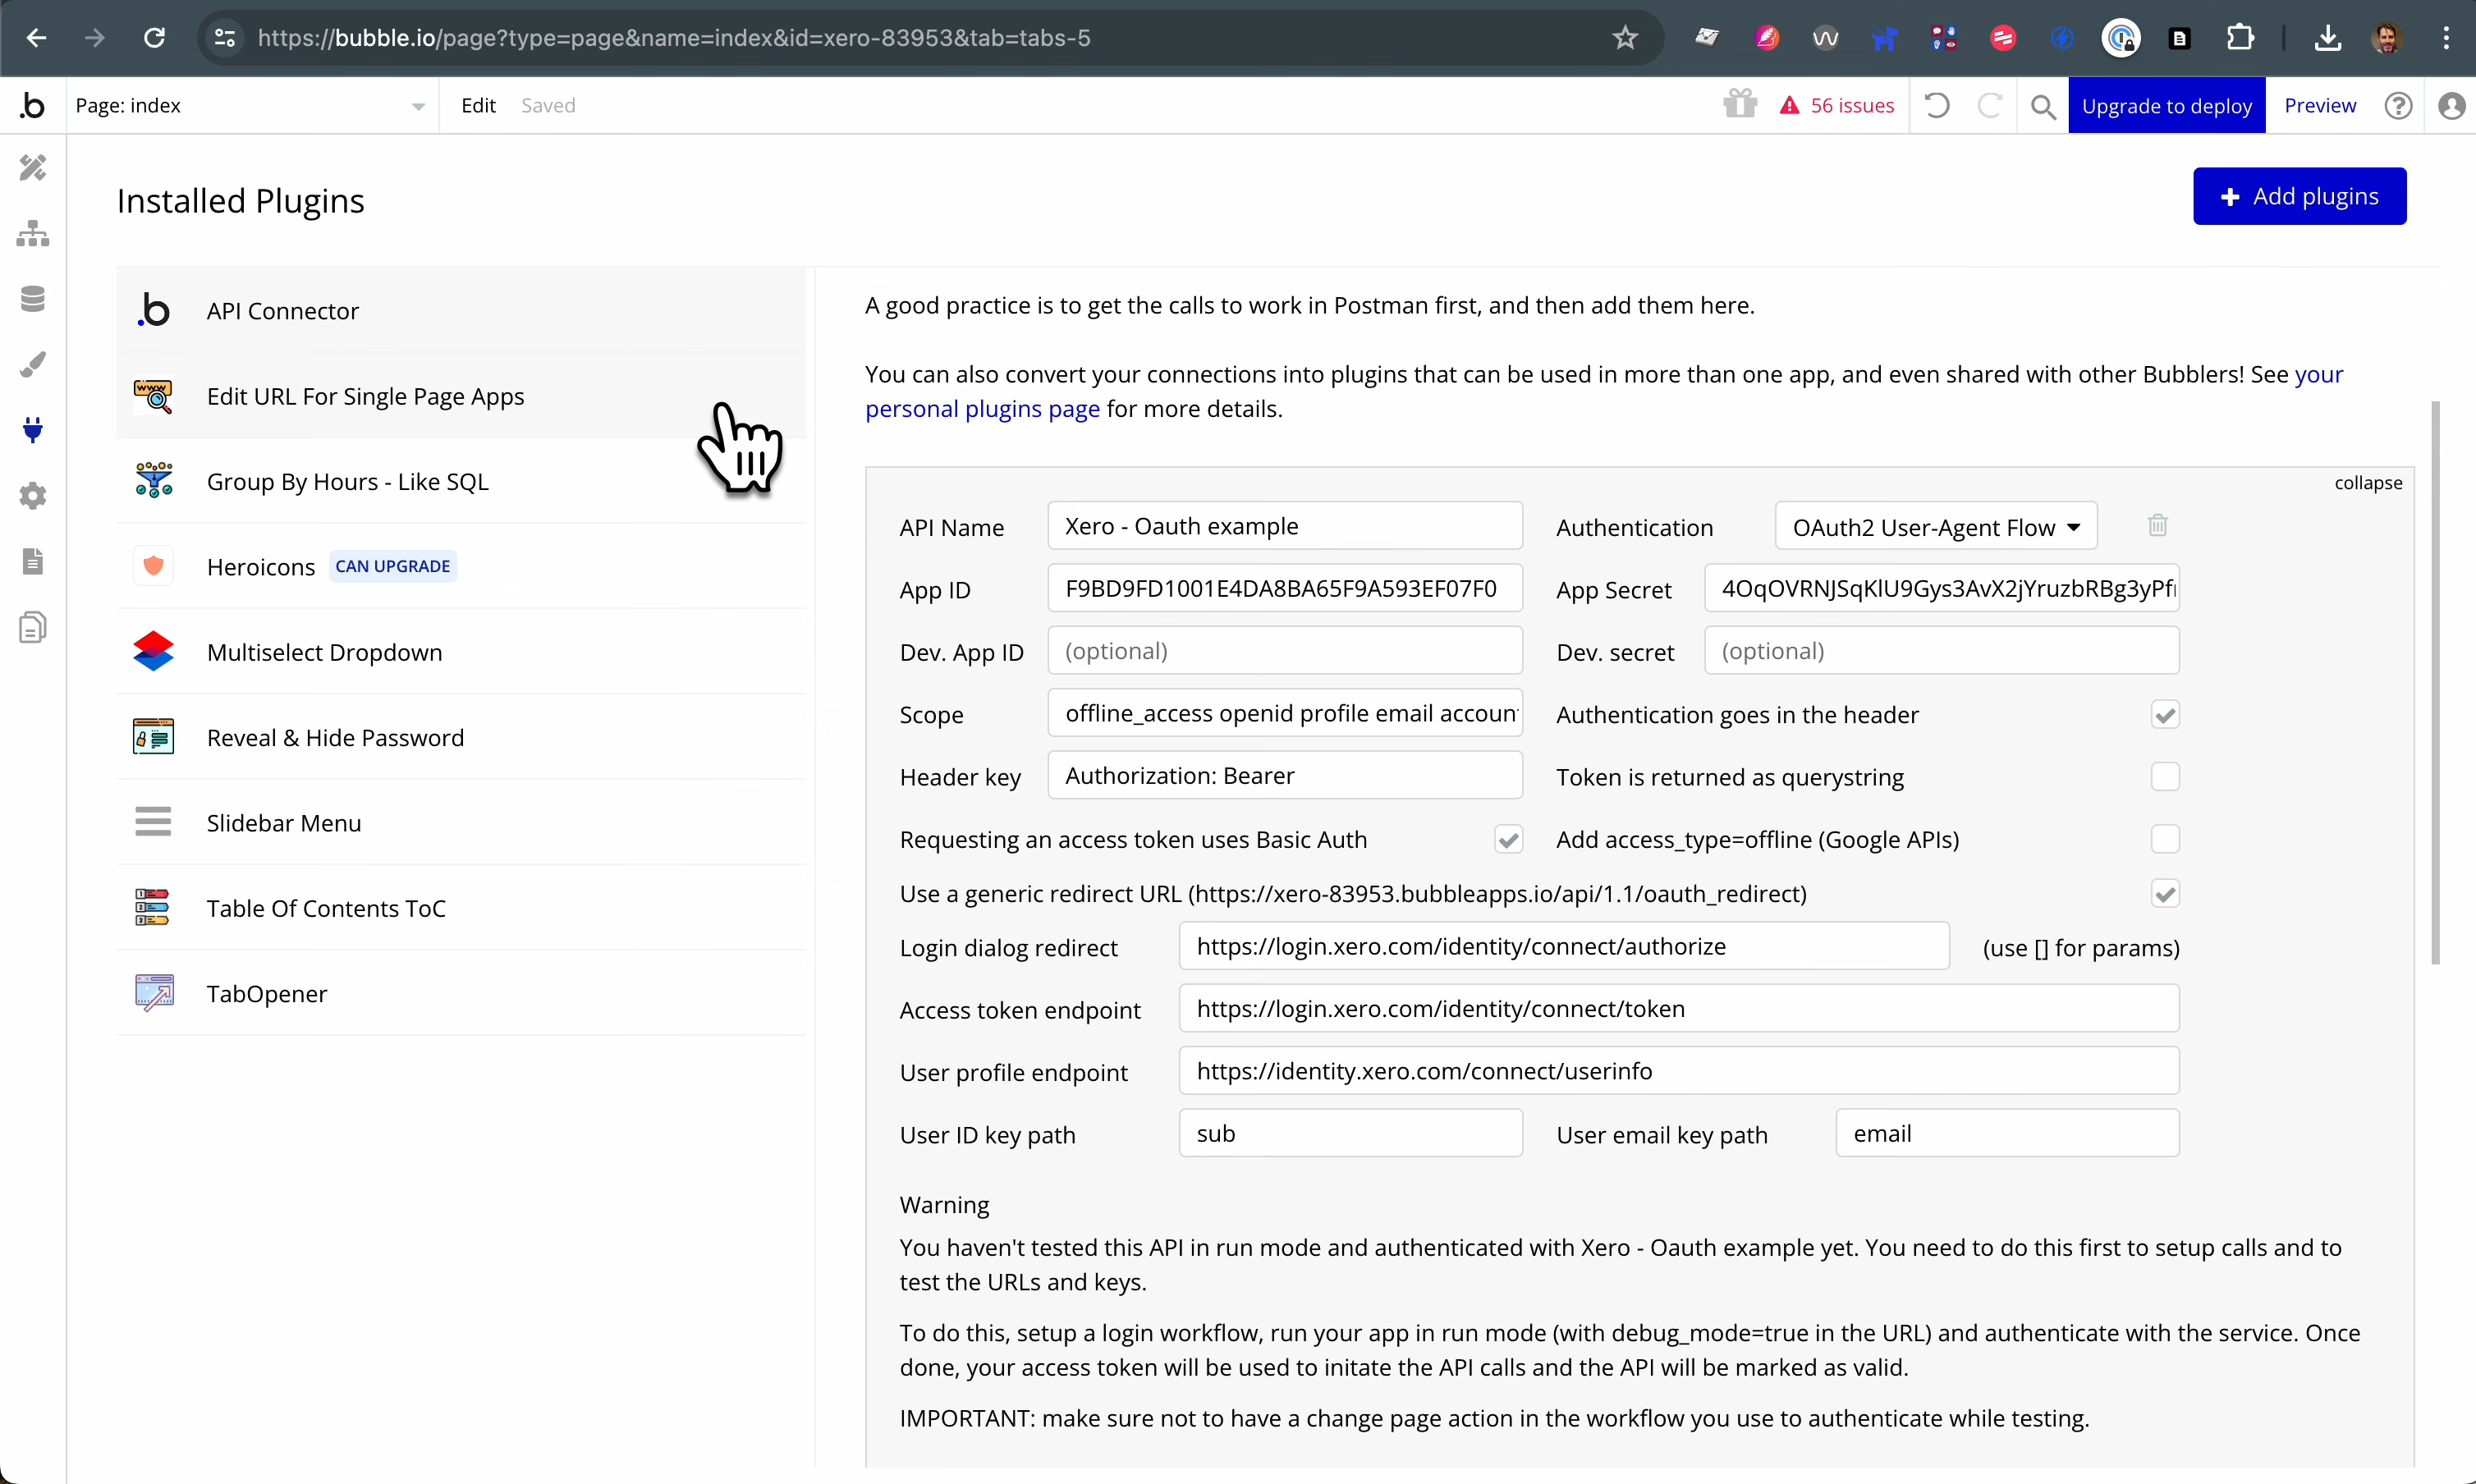 https://bubble.io/page?type=page&name=index&id=xero-83953&tab=tabs-5
Page: index
Edit
Saved
56 issues
Upgrade to deploy
Preview
Installed Plugins
Add plugins
API Connector
Edit URL For Single Page Apps
Group By Hours - Like SQL
Heroicons CAN UPGRADE
Multiselect Dropdown
Reveal & Hide Password
Slidebar Menu
Table Of Contents ToC
TabOpener
A good practice is to get the calls to work in Postman first, and then add them here.
You can also convert your connections into plugins that can be used in more than one app, and even shared with other Bubblers! See your
personal plugins page for more details.
collapse
API Name Xero - Oauth example Authentication OAuth2 User-Agent Flow
App ID F9BD9FD1001E4DA8BA65F9A593EF07F0 App Secret 4OqOVRNJSqKlU9Gys3AvX2jYruzbRBg3yPf
Dev. App ID (optional) Dev. secret (optional)
Scope offline_access openid profile email accoun Authentication goes in the header
Header key Authorization: Bearer Token is returned as querystring
Requesting an access token uses Basic Auth Add access_type=offline (Google APIs)
Use a generic redirect URL (https://xero-83953.bubbleapps.io/api/1.1/oauth_redirect)
Login dialog redirect https://login.xero.com/identity/connect/authorize (use [] for params)
Access token endpoint https://login.xero.com/identity/connect/token
User profile endpoint https://identity.xero.com/connect/userinfo
User ID key path sub User email key path email
Warning
You haven't tested this API in run mode and authenticated with Xero - Oauth example yet. You need to do this first to setup calls and to
test the URLs and keys.
To do this, setup a login workflow, run your app in run mode (with debug_mode=true in the URL) and authenticate with the service. Once
done, your access token will be used to initate the API calls and the API will be marked as valid.
IMPORTANT: make sure not to have a change page action in the workflow you use to authenticate while testing.